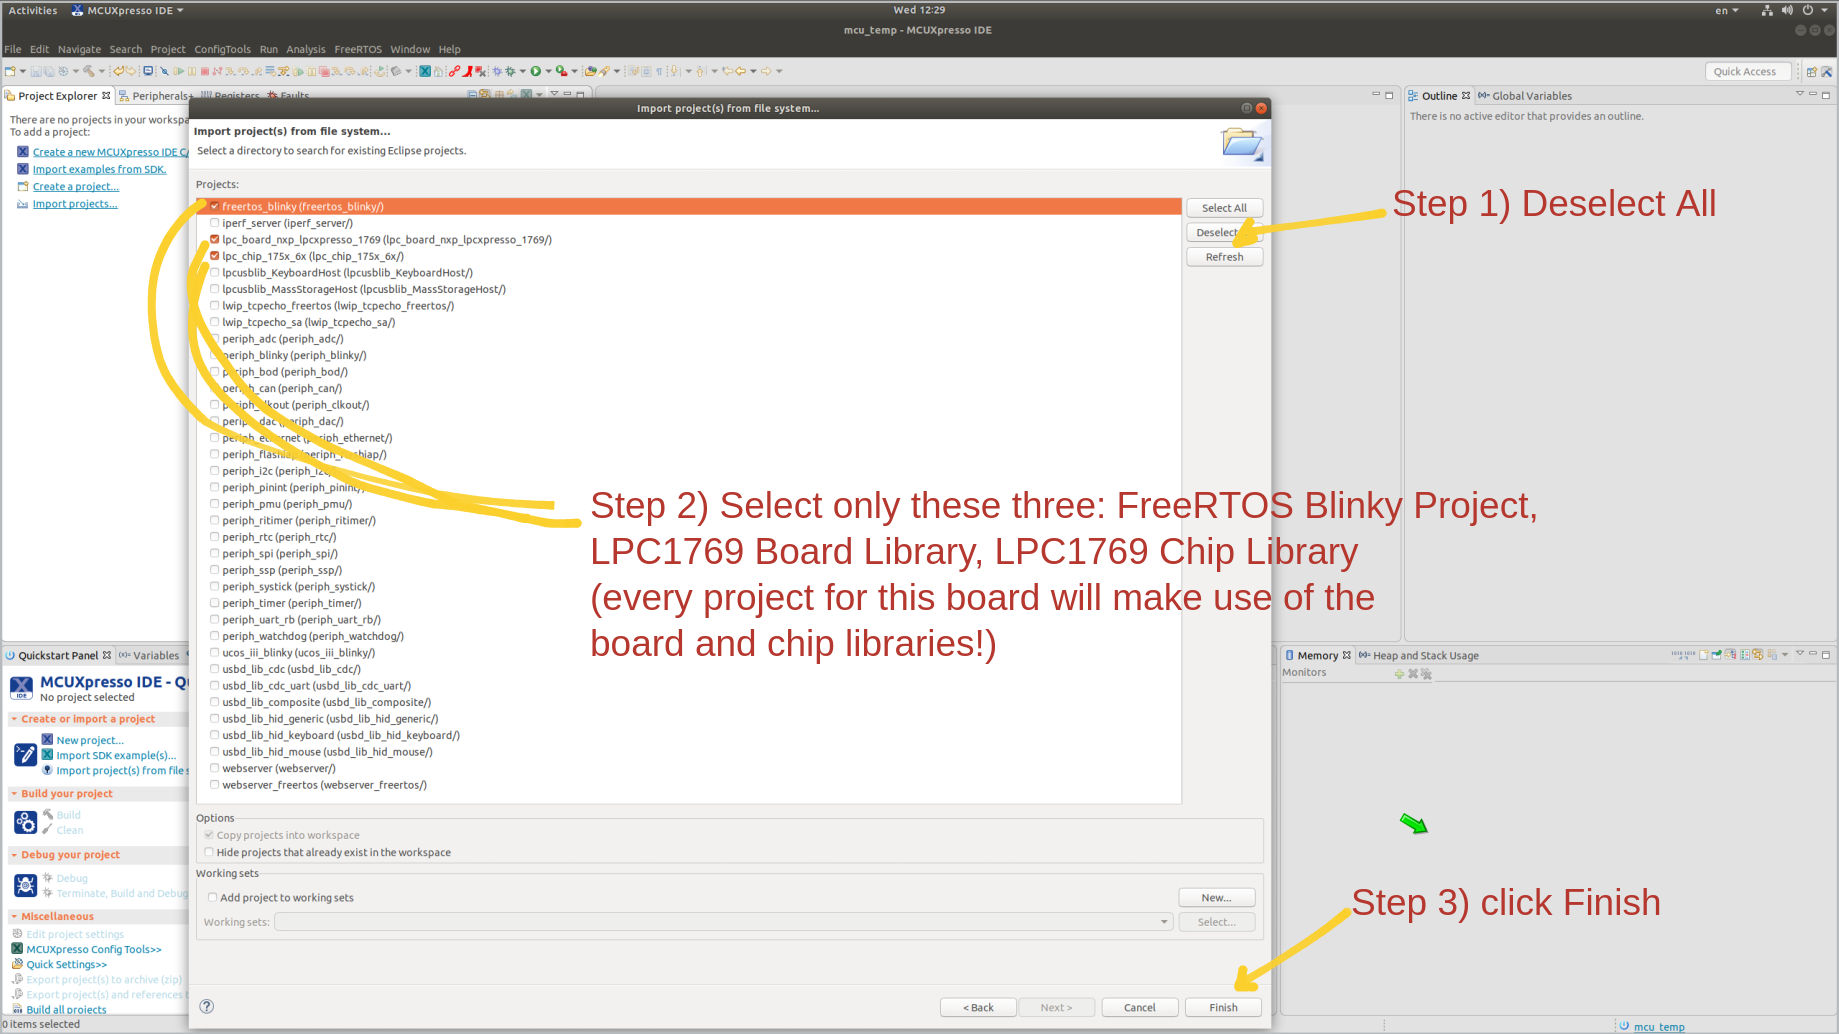 Activities MCUXpresso IDE Wed 12:29 en
mcu_temp - MCUXpresso IDE
File Edit Navigate Search Project ConfigTools Run Analysis FreeRTOS Window Help
Quick Access
Project Explorer Peripherals+ Registers Faults
There are no projects in your workspa
To add a project:
Create a new MCUXpresso IDE C/
Import examples from SDK.
Create a project...
Import projects...
Import project(s) from file system...
Import project(s) from file system...
Select a directory to search for existing Eclipse projects.
Projects:
freertos_blinky (freertos_blinky/)
iperf_server (iperf_server/)
lpc_board_nxp_lpcxpresso_1769 (lpc_board_nxp_lpcxpresso_1769/)
lpc_chip_175x_6x (lpc_chip_175x_6x/)
lpcusblib_KeyboardHost (lpcusblib_KeyboardHost/)
lpcusblib_MassStorageHost (lpcusblib_MassStorageHost/)
lwip_tcpecho_freertos (lwip_tcpecho_freertos/)
lwip_tcpecho_sa (lwip_tcpecho_sa/)
periph_adc (periph_adc/)
periph_blinky (periph_blinky/)
periph_bod (periph_bod/)
periph_can (periph_can/)
periph_clkout (periph_clkout/)
periph_dac (periph_dac/)
periph_ethernet (periph_ethernet/)
periph_flashiap (periph_flashiap/)
periph_i2c (periph_i2c/)
periph_pinint (periph_pinint/)
periph_pmu (periph_pmu/)
periph_ritimer (periph_ritimer/)
periph_rtc (periph_rtc/)
periph_spi (periph_spi/)
periph_ssp (periph_ssp/)
periph_systick (periph_systick/)
periph_timer (periph_timer/)
periph_uart_rb (periph_uart_rb/)
periph_watchdog (periph_watchdog/)
ucos_iii_blinky (ucos_iii_blinky/)
usbd_lib_cdc (usbd_lib_cdc/)
usbd_lib_cdc_uart (usbd_lib_cdc_uart/)
usbd_lib_composite (usbd_lib_composite/)
usbd_lib_hid_generic (usbd_lib_hid_generic/)
usbd_lib_hid_keyboard (usbd_lib_hid_keyboard/)
usbd_lib_hid_mouse (usbd_lib_hid_mouse/)
webserver (webserver/)
webserver_freertos (webserver_freertos/)
Select All
Deselect
Refresh
Step 1) Deselect All
Step 2) Select only these three: FreeRTOS Blinky Project,
LPC1769 Board Library, LPC1769 Chip Library
(every project for this board will make use of the
board and chip libraries!)
Options
Copy projects into workspace
Hide projects that already exist in the workspace
Working sets
Add project to working sets
New...
Working sets:
Select...
Step 3) click Finish
< Back Next > Cancel Finish
Outline Global Variables
There is no active editor that provides an outline.
Quickstart Panel Variables
MCUXpresso IDE - Qu
No project selected
IDE
Create or import a project
New project...
Import SDK example(s)...
Import project(s) from file s
Build your project
Build
Clean
Debug your project
Debug
Terminate, Build and Debug
Miscellaneous
Edit project settings
MCUXpresso Config Tools>>
Quick Settings>>
Export project(s) to archive (zip)
Export project(s) and references t
Build all projects
0 items selected
Memory Heap and Stack Usage
Monitors
mcu_temp